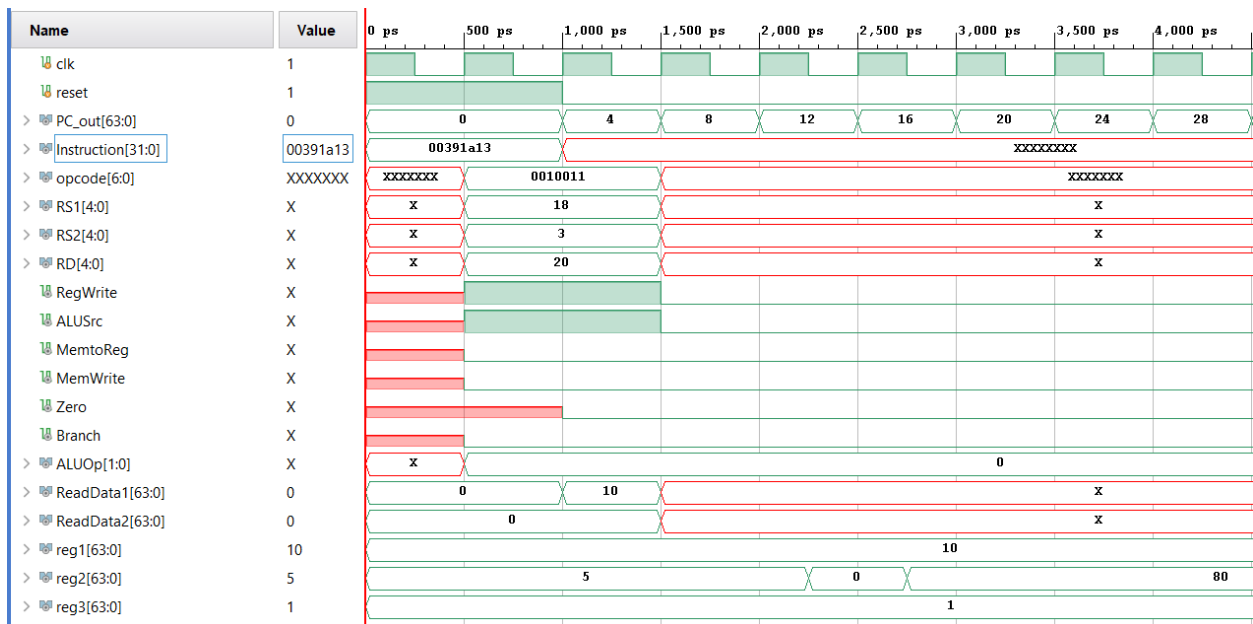 Name Value 0 ps 500 ps 1,000 ps 1,500 ps 2,000 ps 2,500 ps 3,000 ps 3,500 ps 4,000 ps
clk 1
reset 1
PC_out[63:0] 0 0 4 8 12 16 20 24 28
Instruction[31:0] 00391a13 00391a13 XXXXXXXX
opcode[6:0] XXXXXXX XXXXXXX 0010011 XXXXXXX
RS1[4:0] X X 18 X
RS2[4:0] X X 3 X
RD[4:0] X X 20 X
RegWrite X
ALUSrc X
MemtoReg X
MemWrite X
Zero X
Branch X
ALUOp[1:0] X X 0
ReadData1[63:0] 0 0 10 X
ReadData2[63:0] 0 0 X
reg1[63:0] 10 10
reg2[63:0] 5 5 0 80
reg3[63:0] 1 1